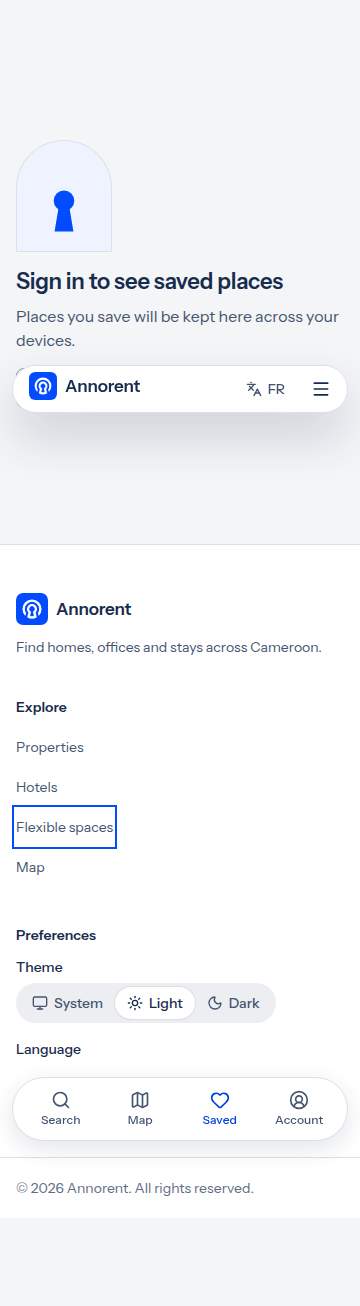 Sign in to see saved places
Places you save will be kept here across your
devices.
Annorent
FR
Annorent
Find homes, offices and stays across Cameroon.
Explore
Properties
Hotels
Flexible spaces
Map
Preferences
Theme
System Light Dark
Language
Search Map Saved Account
© 2026 Annorent. All rights reserved.